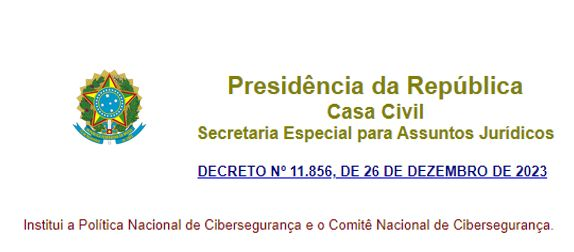 Presidência da República
Casa Civil
Secretaria Especial para Assuntos Jurídicos
DECRETO Nº 11.856, DE 26 DE DEZEMBRO DE 2023
Institui a Política Nacional de Cibersegurança e o Comitê Nacional de Cibersegurança.